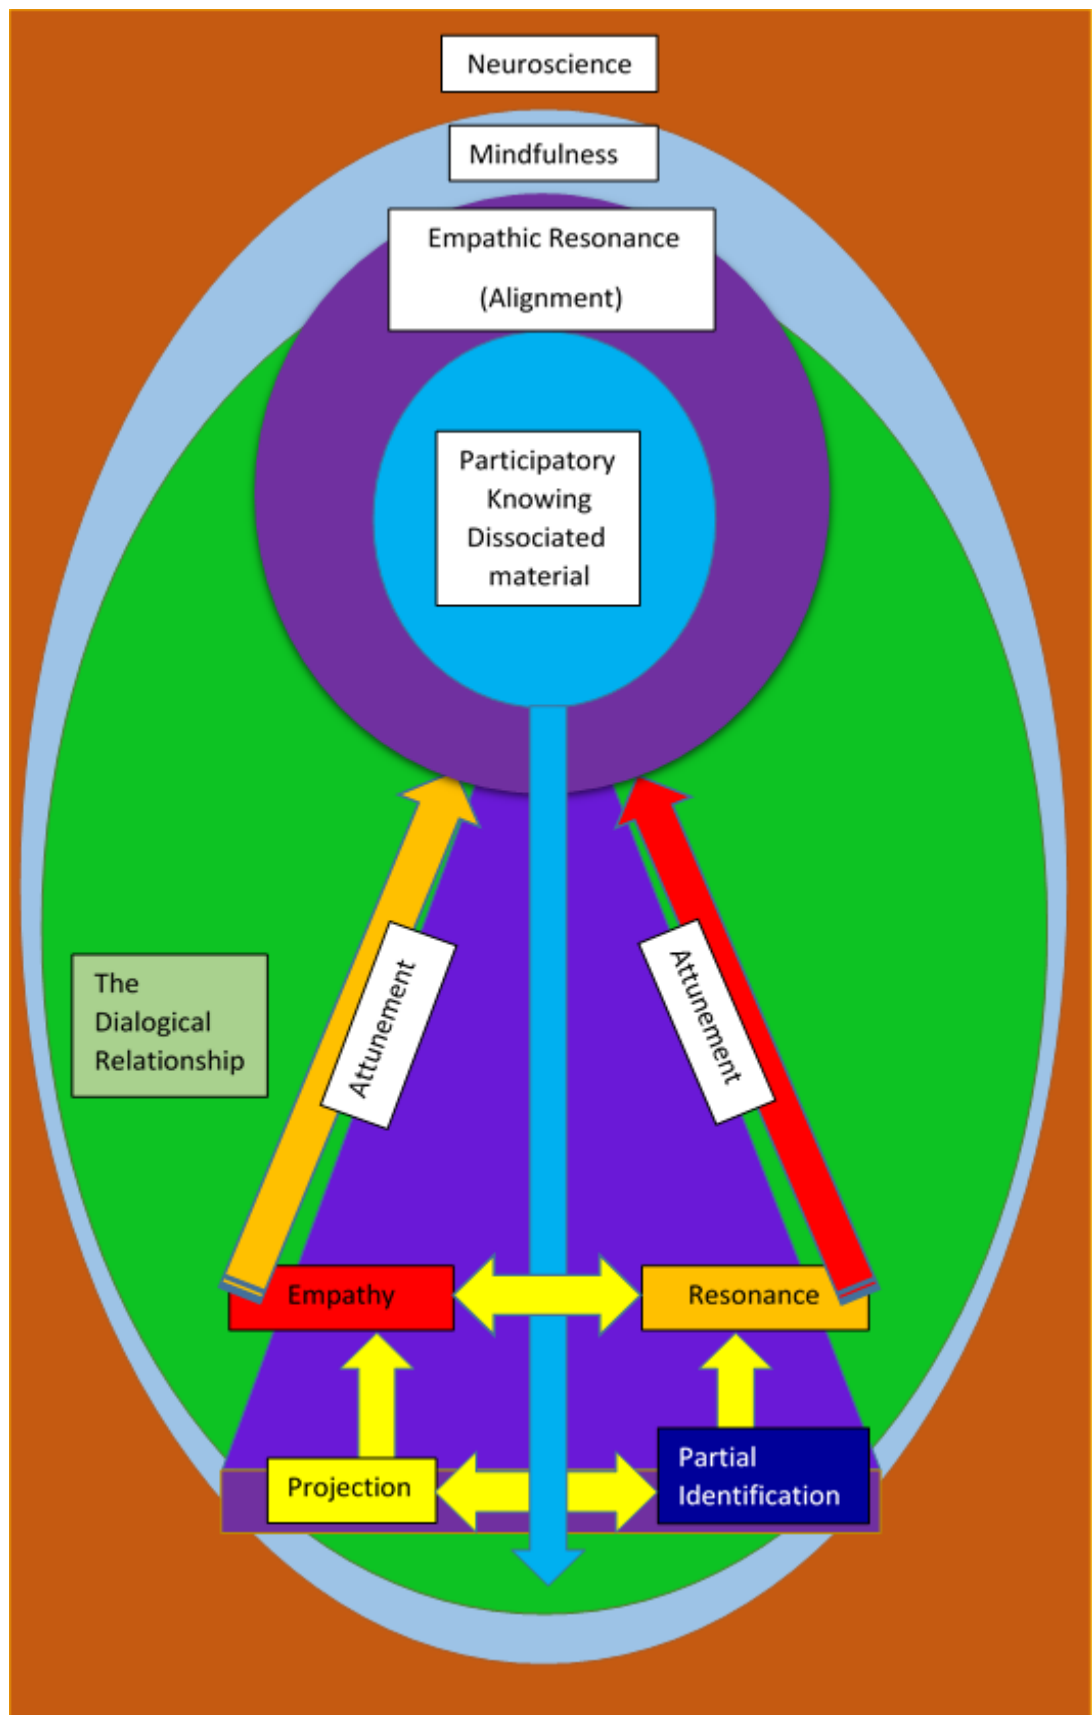 Neuroscience
Mindfulness
Empathic Resonance
(Alignment)
Participatory
Knowing
Dissociated
material
The
Dialogical
Relationship
Attunement
Attunement
Empathy
Resonance
Projection
Partial
Identification